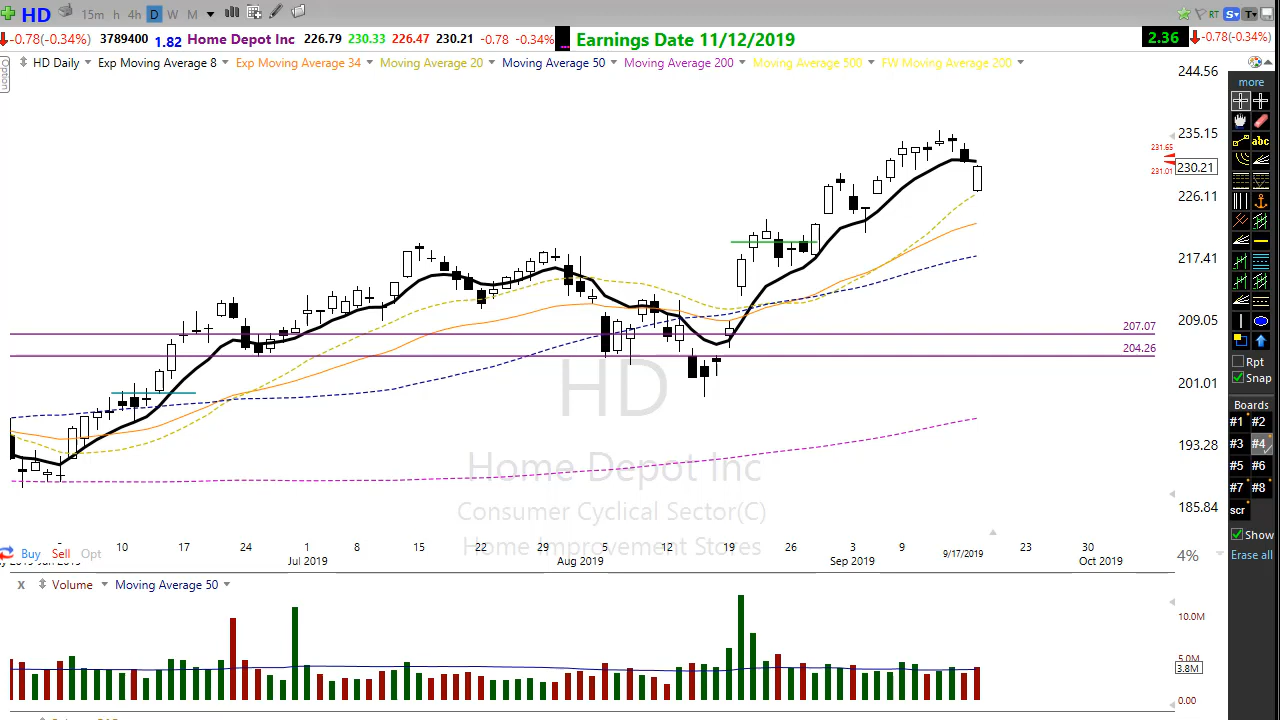 HD 15m h 4h D W M RT S T
-0.78(-0.34%) 3789400 1.82 Home Depot Inc 226.79 230.33 226.47 230.21 -0.78 -0.34% ... Earnings Date 11/12/2019 2.36 -0.78(-0.34%)
Option
HD Daily Exp Moving Average 8 Exp Moving Average 34 Moving Average 20 Moving Average 50 Moving Average 200 Moving Average 500 FW Moving Average 200
244.56
235.15
231.65
230.21
231.01
226.11
217.41
209.05
207.07
204.26
201.01
193.28
185.84
HD
Home Depot Inc
Consumer Cyclical Sector(C)
Home Improvement Stores
10 17 24 1 8 15 22 29 5 12 19 26 3 9 9/17/2019 23 30
Jul 2019 Aug 2019 Sep 2019 Oct 2019
Buy Sell Opt
4%
X Volume Moving Average 50
10.0M
5.0M
3.8M
0.00
more
abc
Rpt
Snap
Boards
#1 #2
#3 #4
#5 #6
#7 #8
scr
Show
Erase all